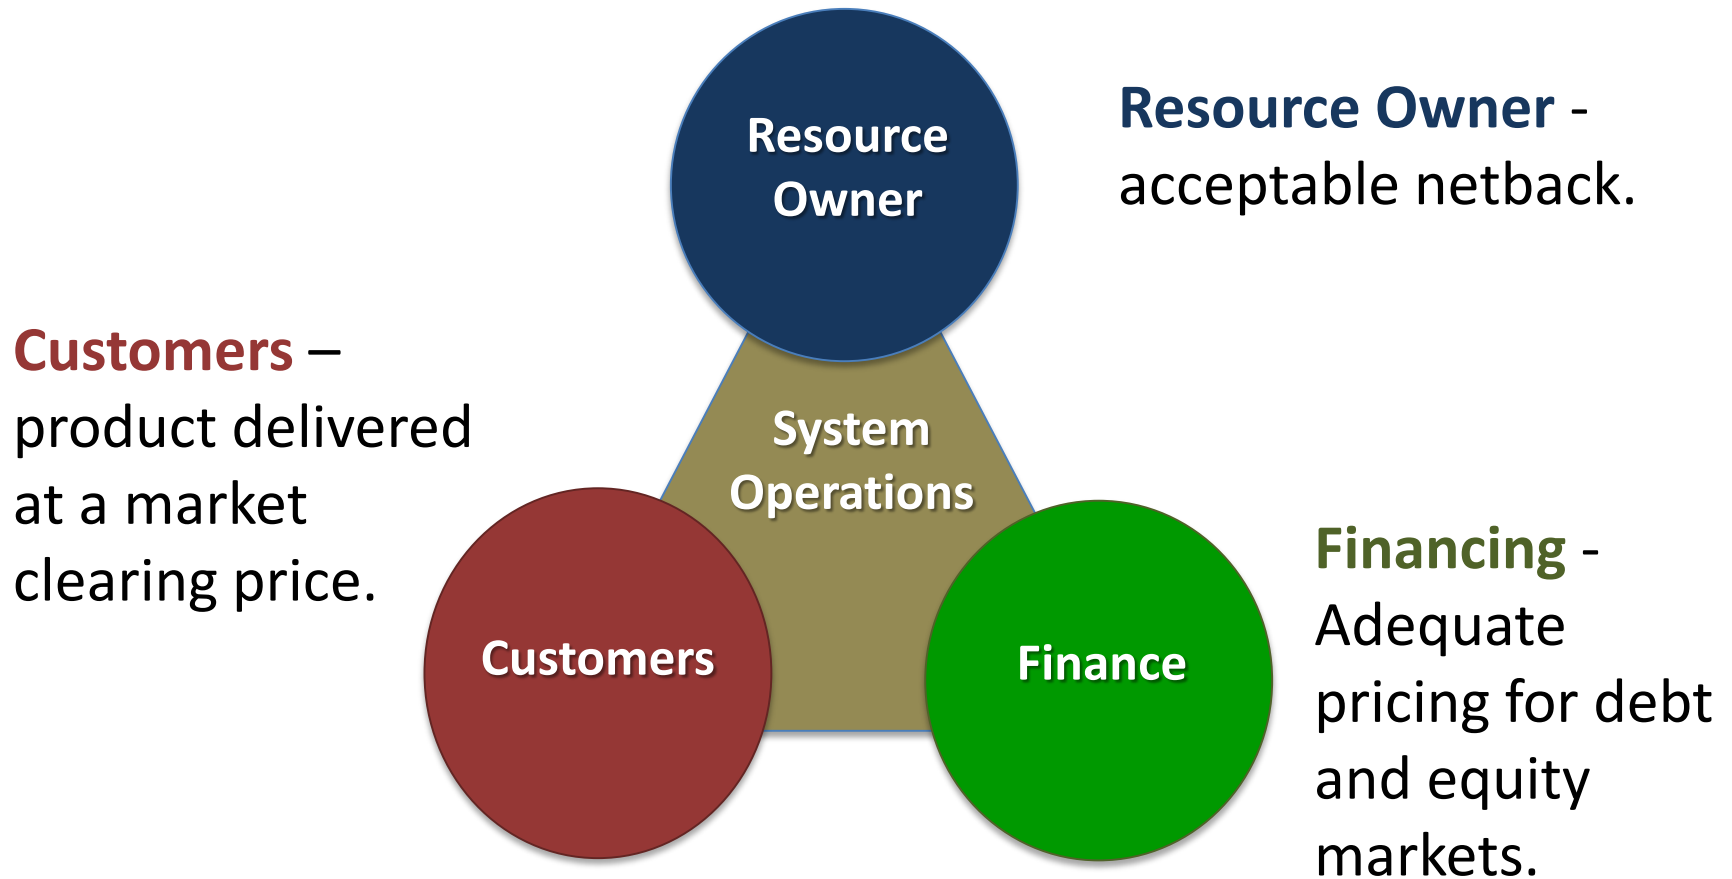 Resource
Owner
Resource Owner -
acceptable netback.
Customers –
product delivered
at a market
clearing price.
System
Operations
Customers
Finance
Financing -
Adequate
pricing for debt
and equity
markets.